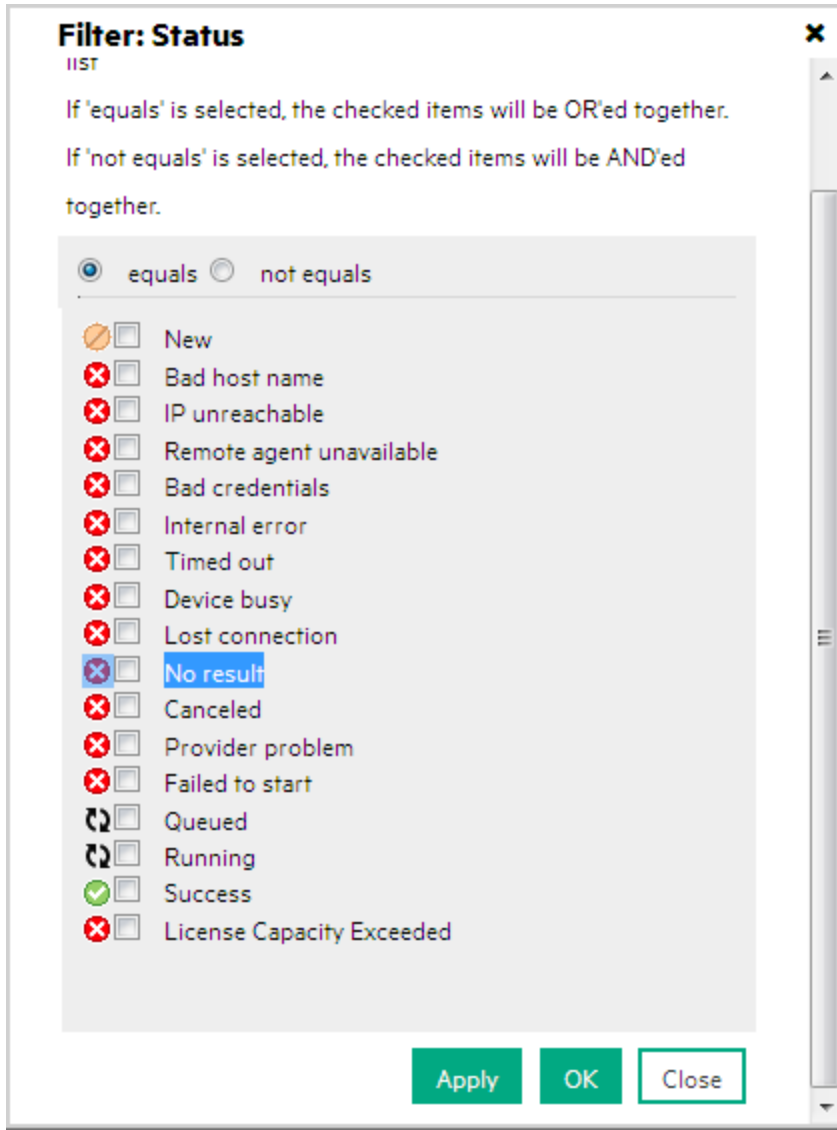 Filter: Status
list
If 'equals' is selected, the checked items will be OR'ed together.
If 'not equals' is selected, the checked items will be AND'ed
together.
equals not equals
New
Bad host name
IP unreachable
Remote agent unavailable
Bad credentials
Internal error
Timed out
Device busy
Lost connection
No result
Canceled
Provider problem
Failed to start
Queued
Running
Success
License Capacity Exceeded
Apply OK Close